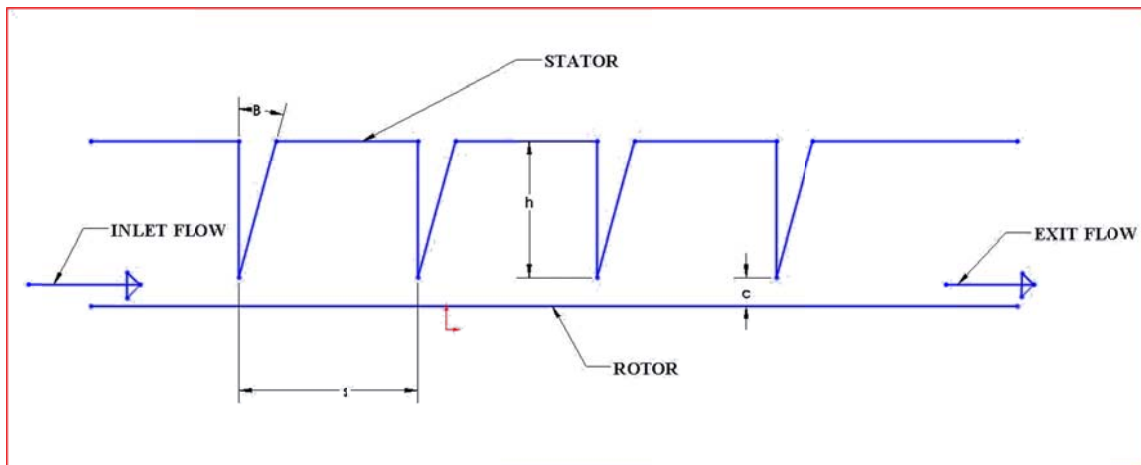 STATOR
B
h
INLET FLOW
EXIT FLOW
C
ROTOR
s